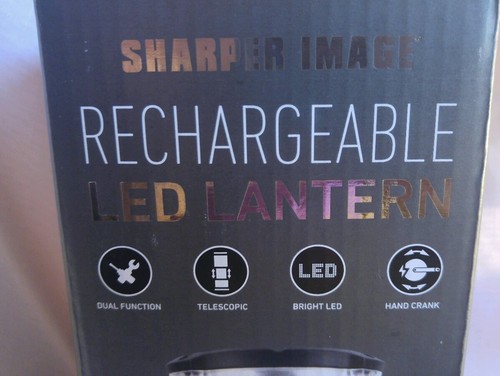 SHARPER IMAGE
RECHARGEABLE
LED LANTERN
LED
DUAL FUNCTION
TELESCOPIC
BRIGHT LED
HAND CRANK